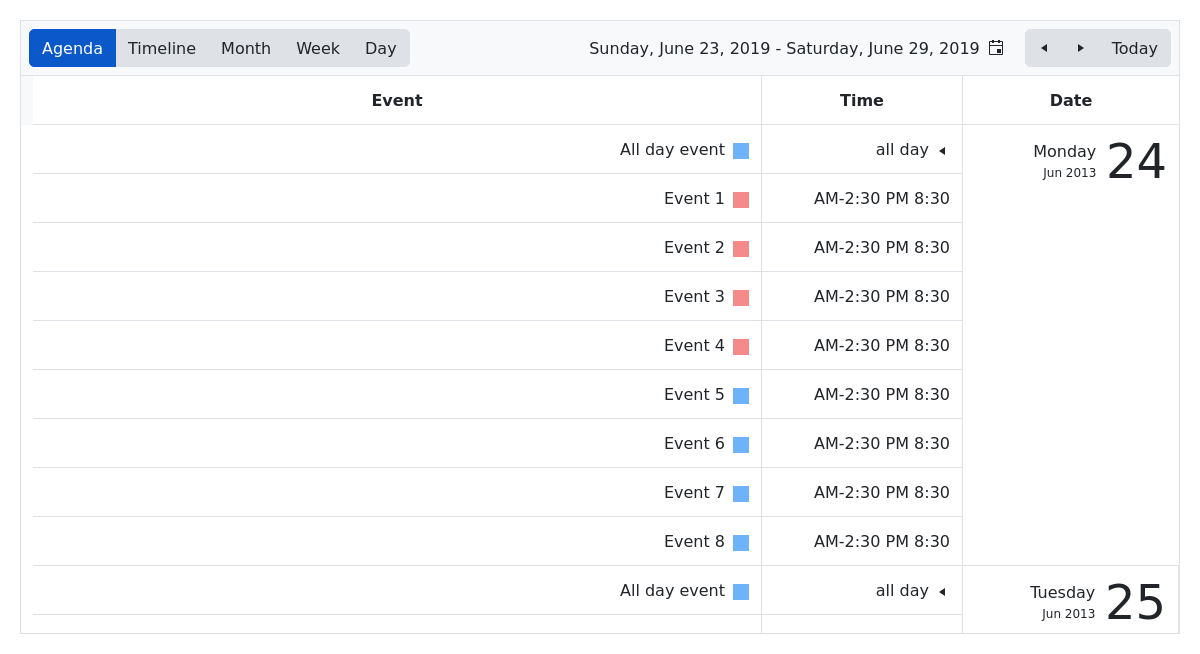 Agenda Timeline Month Week Day Sunday, June 23, 2019 - Saturday, June 29, 2019 Today
Event Time Date
All day event all day Monday 24
Jun 2013
Event 1 AM-2:30 PM 8:30
Event 2 AM-2:30 PM 8:30
Event 3 AM-2:30 PM 8:30
Event 4 AM-2:30 PM 8:30
Event 5 AM-2:30 PM 8:30
Event 6 AM-2:30 PM 8:30
Event 7 AM-2:30 PM 8:30
Event 8 AM-2:30 PM 8:30
All day event all day Tuesday 25
Jun 2013